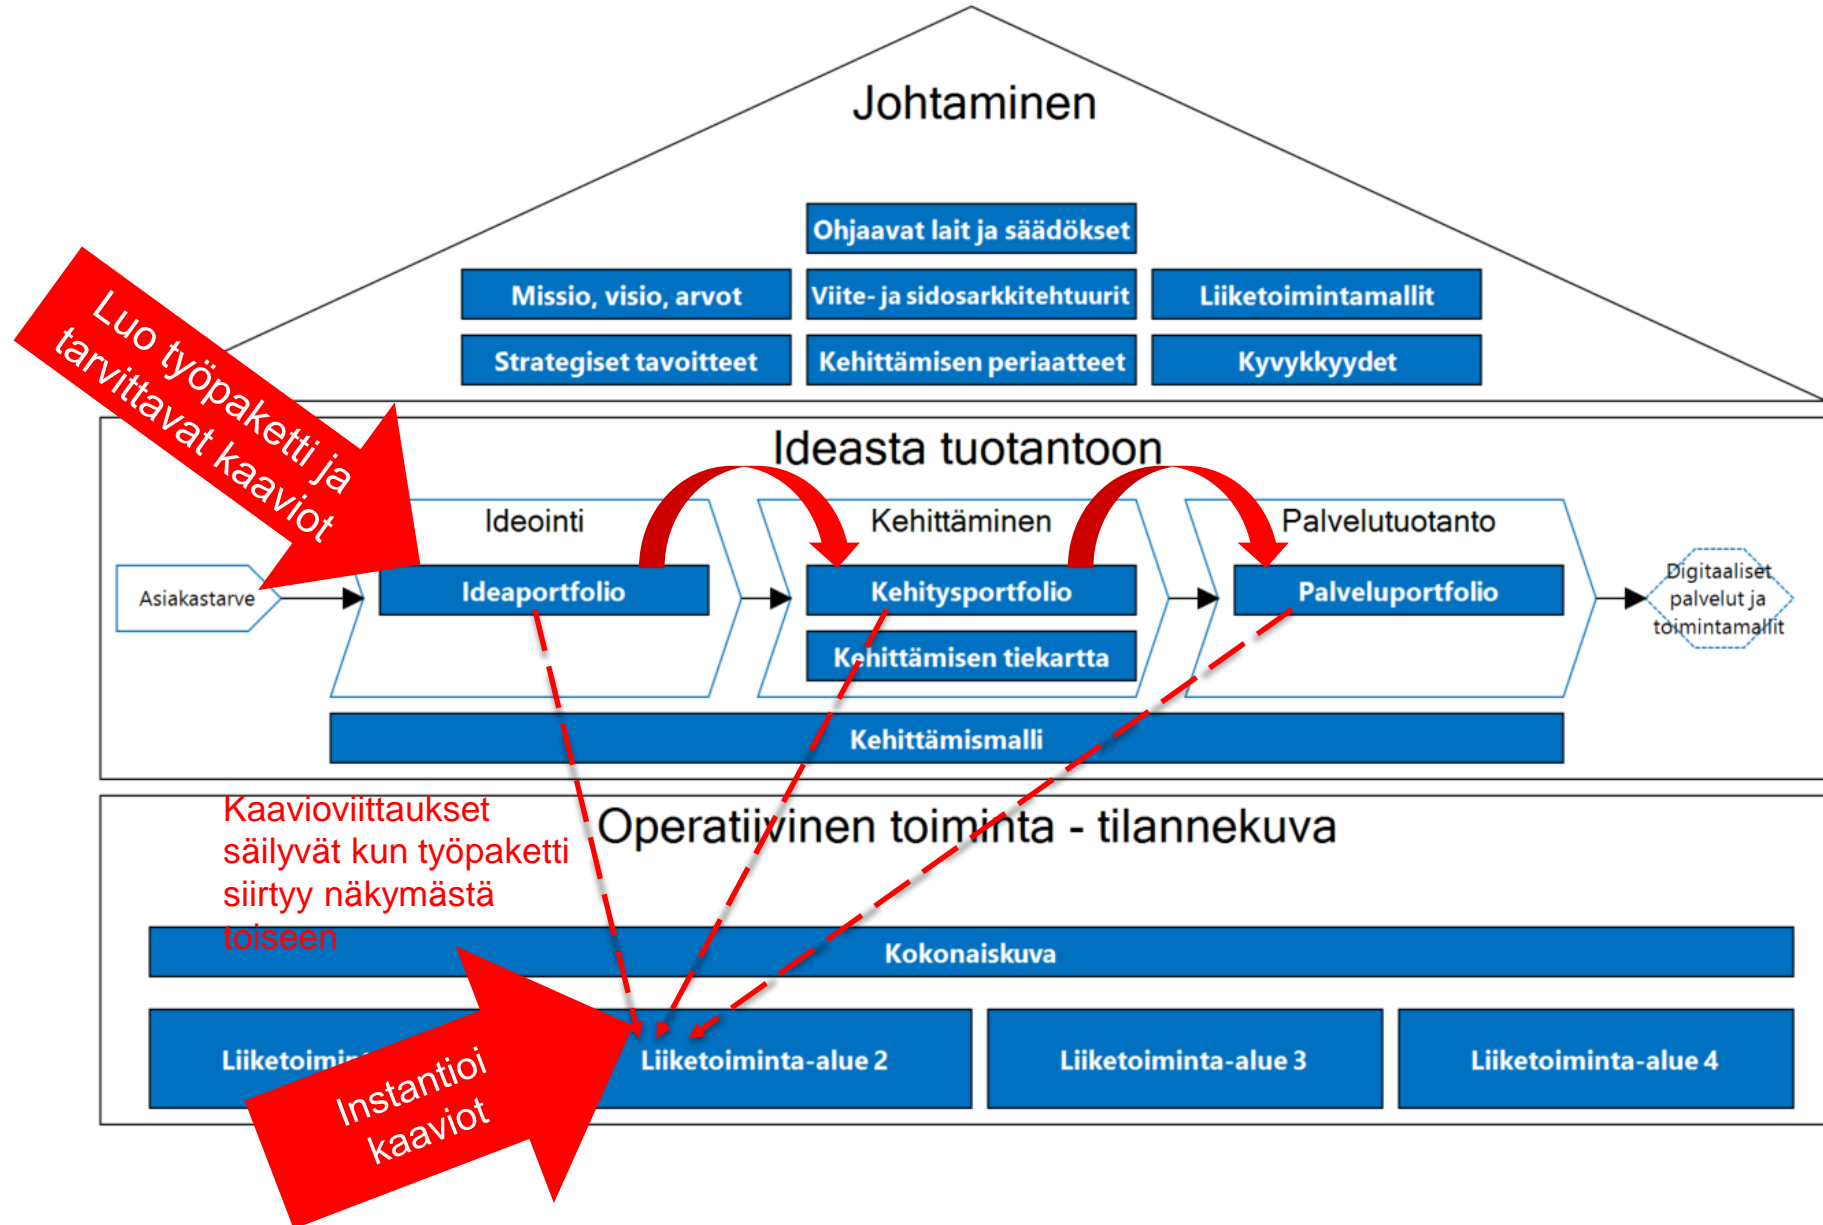 Johtaminen
Ohjaavat lait ja säädökset
Missio, visio, arvot
Viite- ja sidosarkkitehtuurit
Liiketoimintamallit
Strategiset tavoitteet
Kehittämisen periaatteet
Kyvykkyydet
Luo työpaketti ja
tarvittavat kaaviot
Ideasta tuotantoon
Ideointi
Kehittäminen
Palvelutuotanto
Asiakastarve
Ideaportfolio
Kehitysportfolio
Palveluportfolio
Digitaaliset
palvelut ja
toimintamallit
Kehittämisen tiekartta
Kehittämismalli
Operatiivinen toiminta - tilannekuva
Kaavioviittaukset
säilyvät kun työpaketti
siirtyy näkymästä
toiseen
Kokonaiskuva
Liiketoimint
Liiketoiminta-alue 2
Liiketoiminta-alue 3
Liiketoiminta-alue 4
Instantioi
kaaviot